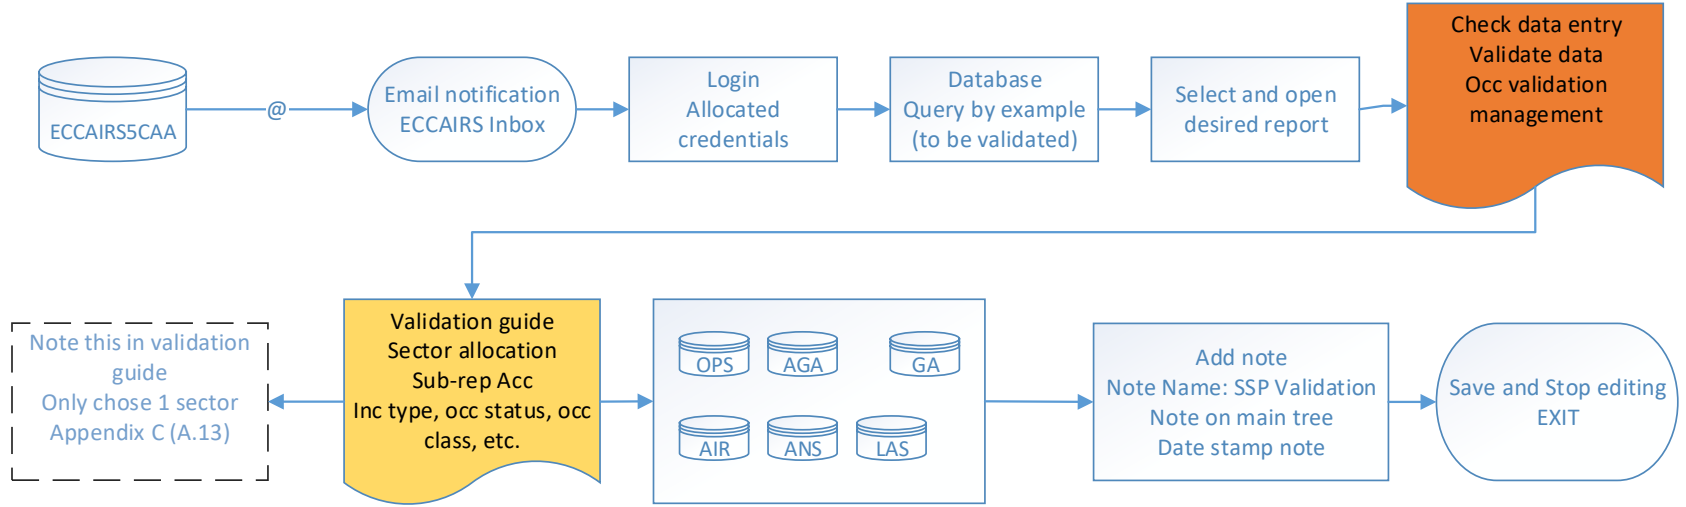 ECCAIRS5CAA
@
Email notification
ECCAIRS Inbox
Login
Allocated
credentials
Database
Query by example
(to be validated)
Select and open
desired report
Check data entry
Validate data
Occ validation
management
Note this in validation
guide
Only chose 1 sector
Appendix C (A.13)
Validation guide
Sector allocation
Sub-rep Acc
Inc type, occ status, occ
class, etc.
OPS
AGA
GA
AIR
ANS
LAS
Add note
Note Name: SSP Validation
Note on main tree
Date stamp note
Save and Stop editing
EXIT